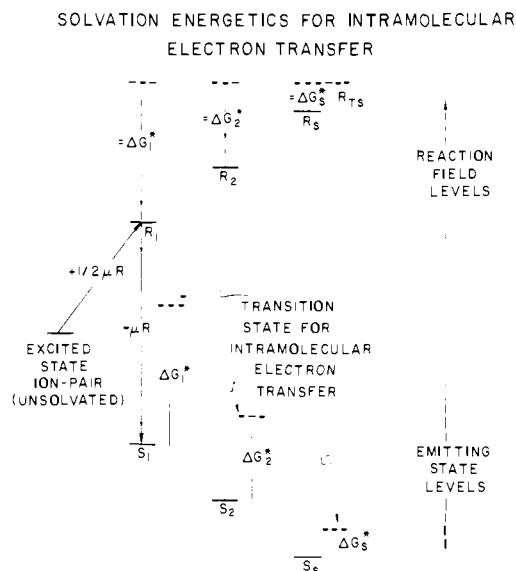 SOLVATION ENERGETICS FOR INTRAMOLECULAR
ELECTRON TRANSFER
=ΔG₁*
=ΔG₂*
=ΔGₛ* R_TS
Rₛ
R₂
REACTION
FIELD
LEVELS
R₁
+1/2 μR
-μR
EXCITED
STATE
ION-PAIR
(UNSOLVATED)
TRANSITION
STATE FOR
INTRAMOLECULAR
ELECTRON
TRANSFER
ΔG₁*
S₁
ΔG₂*
S₂
EMITTING
STATE
LEVELS
ΔGₛ*
Sₛ